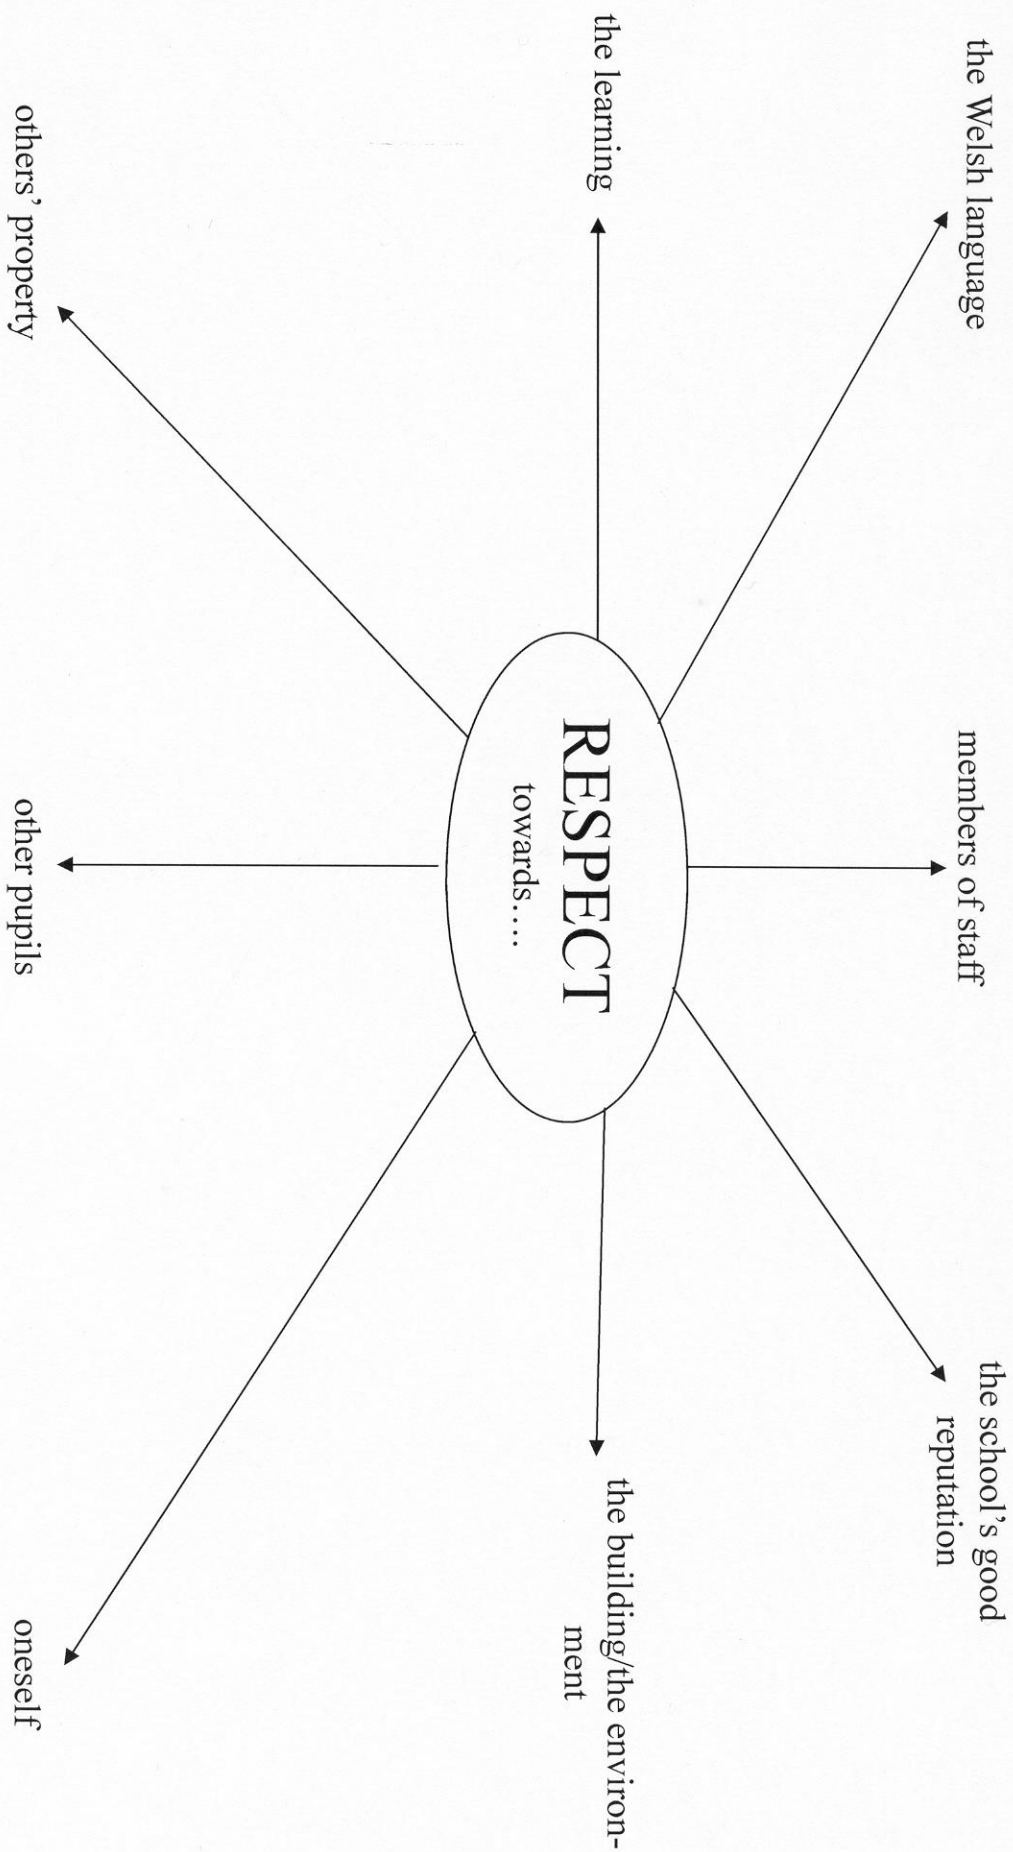 the Welsh language
members of staff
the school's good
reputation
the learning
RESPECT
towards.....
the building/the environ-
ment
others' property
other pupils
oneself